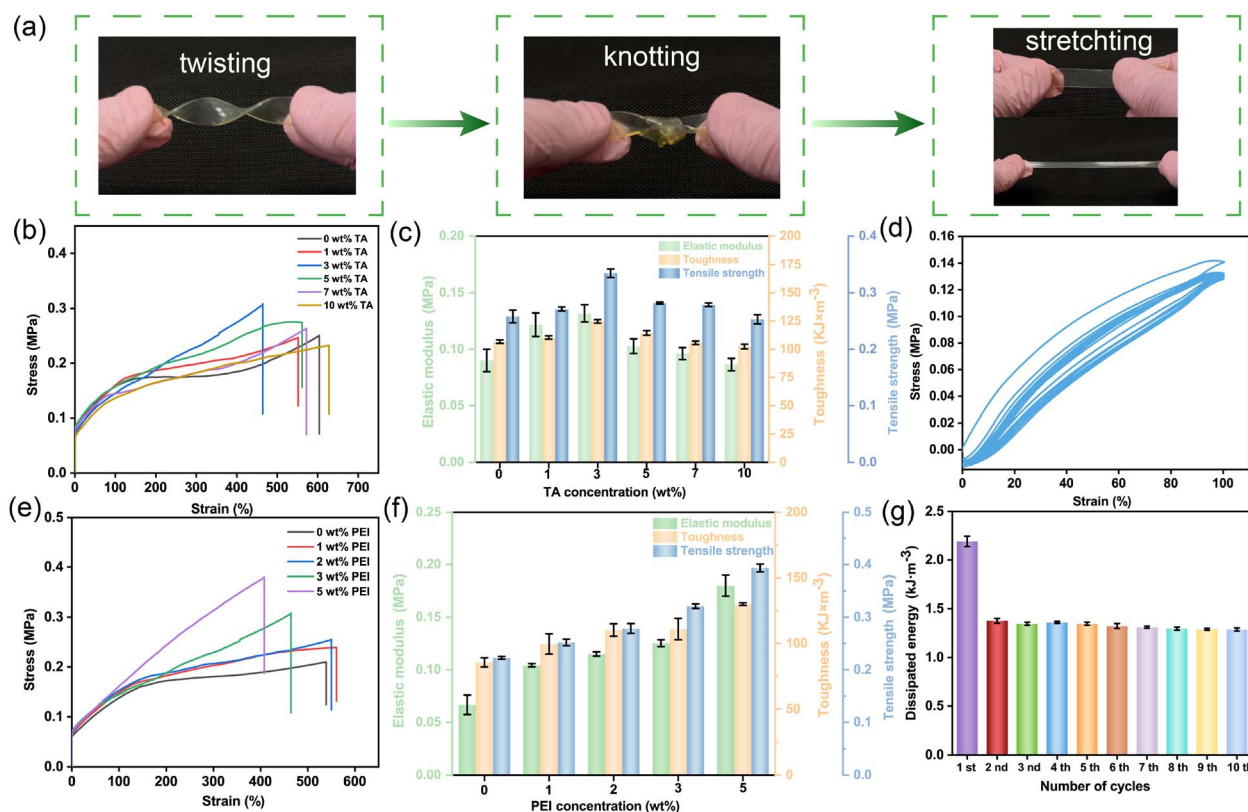 (a)
twisting
knotting
stretchting
(b)
Stress (MPa)
0.4
0.3
0.2
0.1
0.0
0 100 200 300 400 500 600 700
Strain (%)
0 wt% TA
1 wt% TA
3 wt% TA
5 wt% TA
7 wt% TA
10 wt% TA
(c)
Elastic modulus (MPa)
0.20
0.15
0.10
0.05
0.00
Elastic modulus
Toughness
Tensile strength
0 1 3 5 7 10
TA concentration (wt%)
200
175
150
125
100
75
50
25
0
Toughness (KJ×m⁻³)
0.4
0.3
0.2
0.1
0.0
Tensile strength (MPa)
(d)
Stress (MPa)
0.16
0.14
0.12
0.10
0.08
0.06
0.04
0.02
0.00
0 20 40 60 80 100
Strain (%)
(e)
Stress (MPa)
0.5
0.4
0.3
0.2
0.1
0.0
0 100 200 300 400 500 600
Strain (%)
0 wt% PEI
1 wt% PEI
2 wt% PEI
3 wt% PEI
5 wt% PEI
(f)
Elastic modulus (MPa)
0.25
0.20
0.15
0.10
0.05
0.00
Elastic modulus
Toughness
Tensile strength
0 1 2 3 5
PEI concentration (wt%)
200
150
100
50
0
Toughness (KJ×m⁻³)
0.5
0.4
0.3
0.2
0.1
0.0
Tensile strength (MPa)
(g)
Dissipated energy (kJ·m⁻³)
2.5
2.0
1.5
1.0
0.5
0.0
1 st 2 nd 3 nd 4 th 5 th 6 th 7 th 8 th 9 th 10 th
Number of cycles